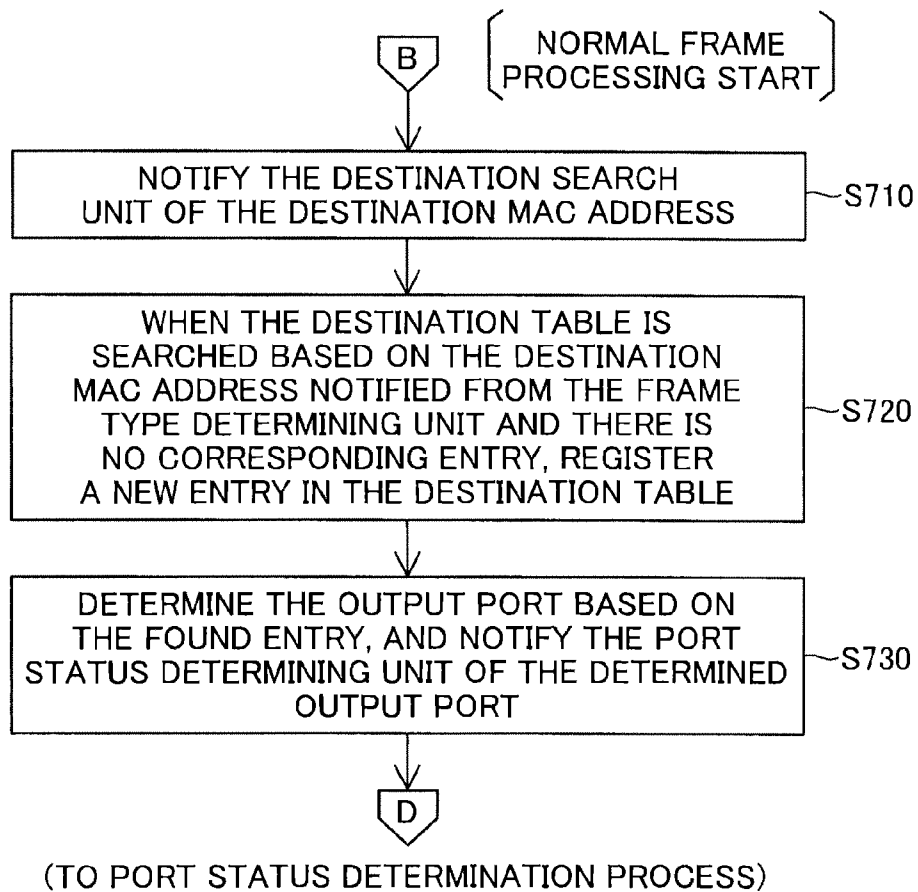 B
NORMAL FRAME
PROCESSING START
NOTIFY THE DESTINATION SEARCH
UNIT OF THE DESTINATION MAC ADDRESS
S710
WHEN THE DESTINATION TABLE IS
SEARCHED BASED ON THE DESTINATION
MAC ADDRESS NOTIFIED FROM THE FRAME
TYPE DETERMINING UNIT AND THERE IS
NO CORRESPONDING ENTRY, REGISTER
A NEW ENTRY IN THE DESTINATION TABLE
S720
DETERMINE THE OUTPUT PORT BASED ON
THE FOUND ENTRY, AND NOTIFY THE PORT
STATUS DETERMINING UNIT OF THE DETERMINED
OUTPUT PORT
S730
D
(TO PORT STATUS DETERMINATION PROCESS)